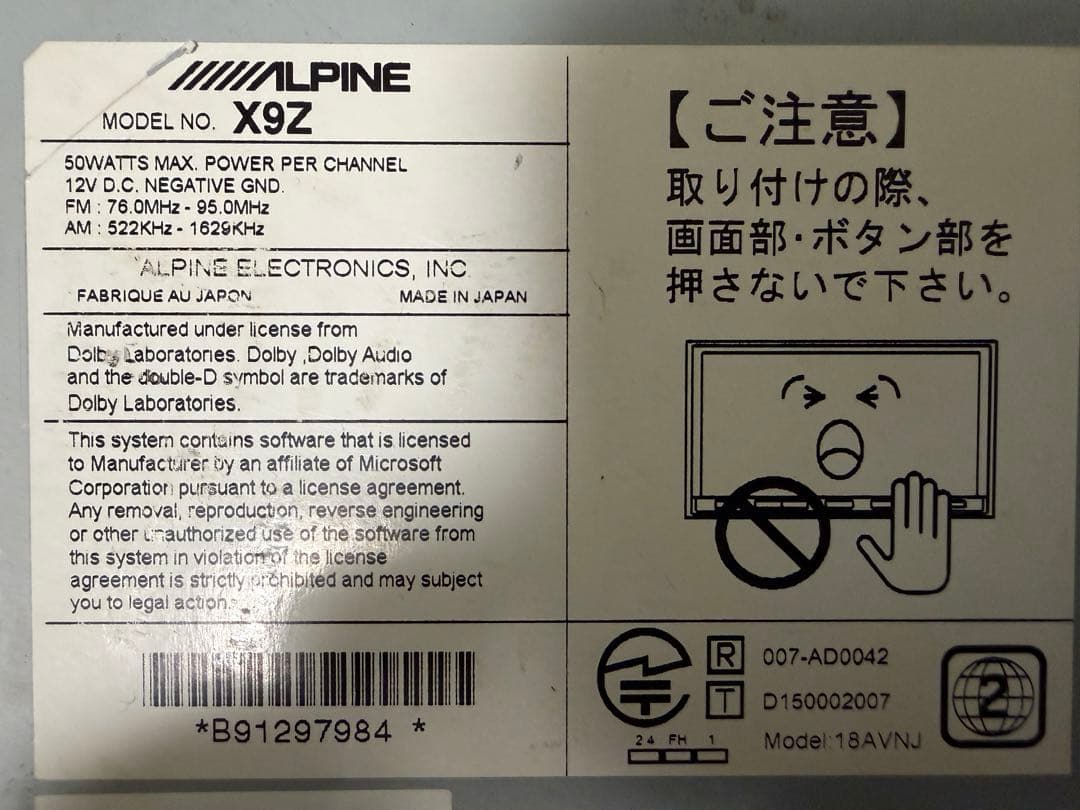 ALPINE
MODEL NO. X9Z
50WATTS MAX. POWER PER CHANNEL
12V D.C. NEGATIVE GND.
FM : 76.0MHz - 95.0MHz
AM : 522KHz - 1629KHz
ALPINE ELECTRONICS, INC.
FABRIQUE AU JAPON MADE IN JAPAN
Manufactured under license from
Dolby Laboratories. Dolby ,Dolby Audio
and the double-D symbol are trademarks of
Dolby Laboratories.
This system contains software that is licensed
to Manufacturer by an affiliate of Microsoft
Corporation pursuant to a license agreement.
Any removal, reproduction, reverse engineering
or other unauthorized use of the software from
this system in violation of the license
agreement is strictly prohibited and may subject
you to legal action.
*B91297984 *
【ご注意】
取り付けの際、
画面部・ボタン部を
押さないで下さい。
R 007-AD0042
T D150002007
2.4 FH 1
Model:18AVNJ
2